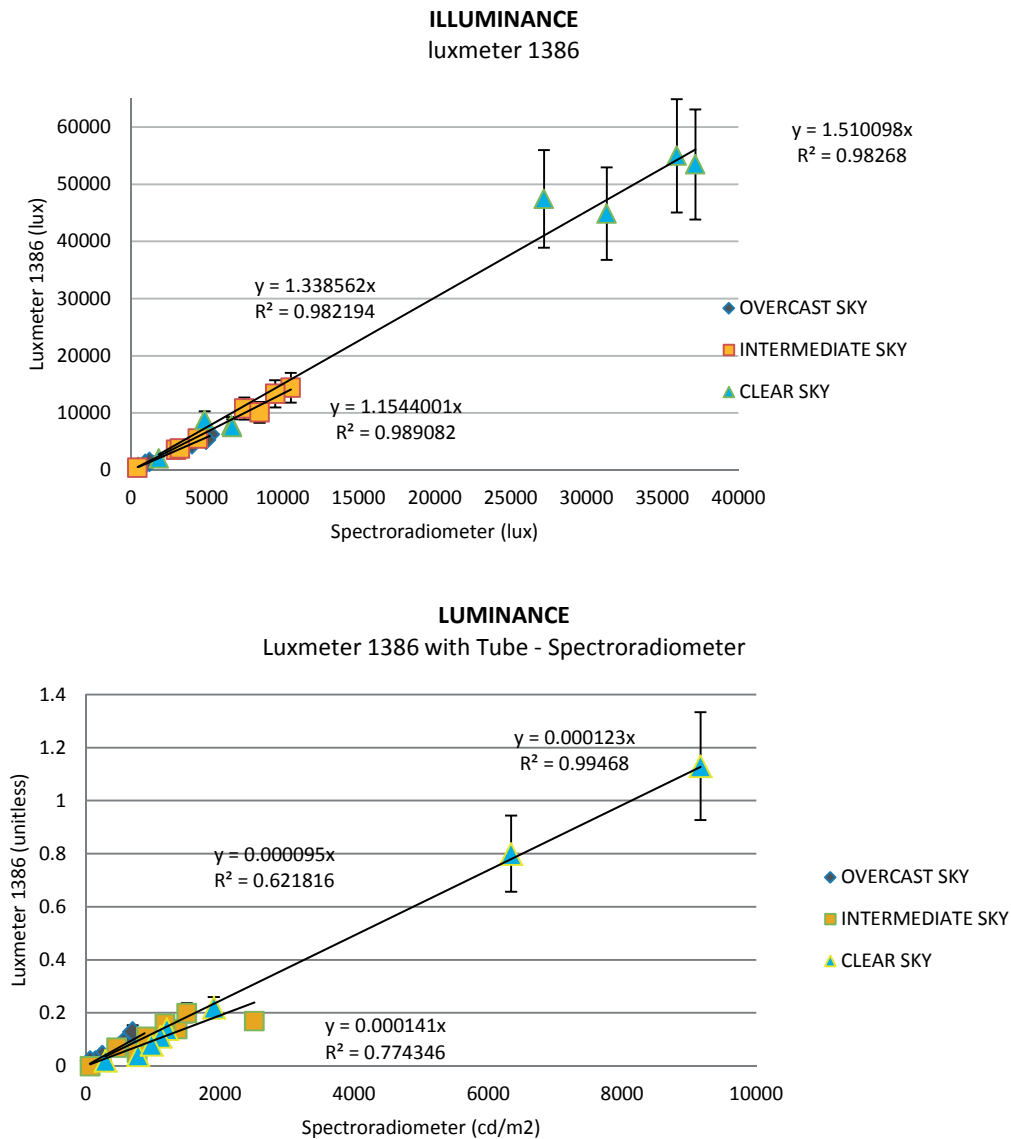 ILLUMINANCE
luxmeter 1386
Luxmeter 1386 (lux)
60000
50000
40000
30000
20000
10000
0
0 5000 10000 15000 20000 25000 30000 35000 40000
Spectroradiometer (lux)
y = 1.510098x
R² = 0.98268
y = 1.338562x
R² = 0.982194
y = 1.1544001x
R² = 0.989082
OVERCAST SKY
INTERMEDIATE SKY
CLEAR SKY
LUMINANCE
Luxmeter 1386 with Tube - Spectroradiometer
Luxmeter 1386 (unitless)
1.4
1.2
1
0.8
0.6
0.4
0.2
0
0 2000 4000 6000 8000 10000
Spectroradiometer (cd/m2)
y = 0.000123x
R² = 0.99468
y = 0.000095x
R² = 0.621816
y = 0.000141x
R² = 0.774346
OVERCAST SKY
INTERMEDIATE SKY
CLEAR SKY